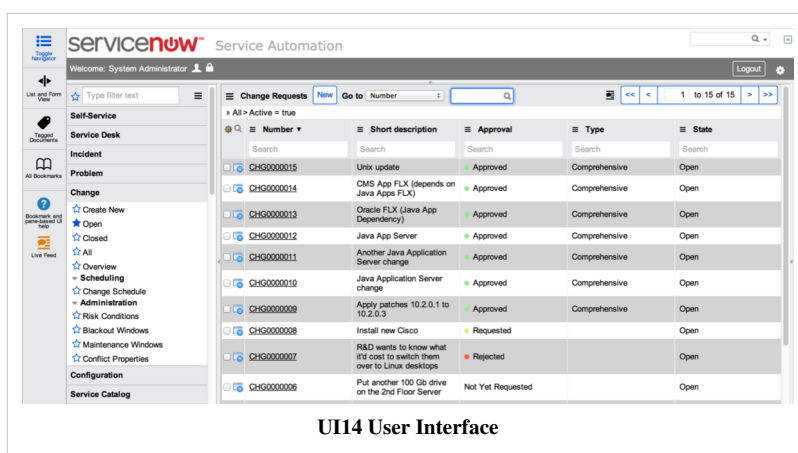 servicenow™ Service Automation
Welcome: System Administrator
Logout
Toggle
Navigator
List and Form
View
Tagged
Documents
All Bookmarks
Bookmark and
pane-based UI
help
Live Feed
Type filter text
Self-Service
Service Desk
Incident
Problem
Change
Create New
Open
Closed
All
Overview
Scheduling
Change Schedule
Administration
Risk Conditions
Blackout Windows
Maintenance Windows
Conflict Properties
Configuration
Service Catalog
Change Requests New Go to Number << < 1 to 15 of 15 > >>
All > Active = true
Number ▼ Short description Approval Type State
Search Search Search Search Search
CHG0000015 Unix update Approved Comprehensive Open
CHG0000014 CMS App FLX (depends on
Java Apps FLX) Approved Open
CHG0000013 Oracle FLX (Java App
Dependency) Approved Comprehensive Open
CHG0000012 Java App Server Approved Comprehensive Open
CHG0000011 Another Java Application
Server change Approved Comprehensive Open
CHG0000010 Java Application Server
change Approved Comprehensive Open
CHG0000009 Apply patches 10.2.0.1 to
10.2.0.3 Approved Comprehensive Open
CHG0000008 Install new Cisco Requested Open
CHG0000007 R&D wants to know what
it'd cost to switch them
over to Linux desktops Rejected Open
CHG0000006 Put another 100 Gb drive
on the 2nd Floor Server Not Yet Requested Open
UI14 User Interface